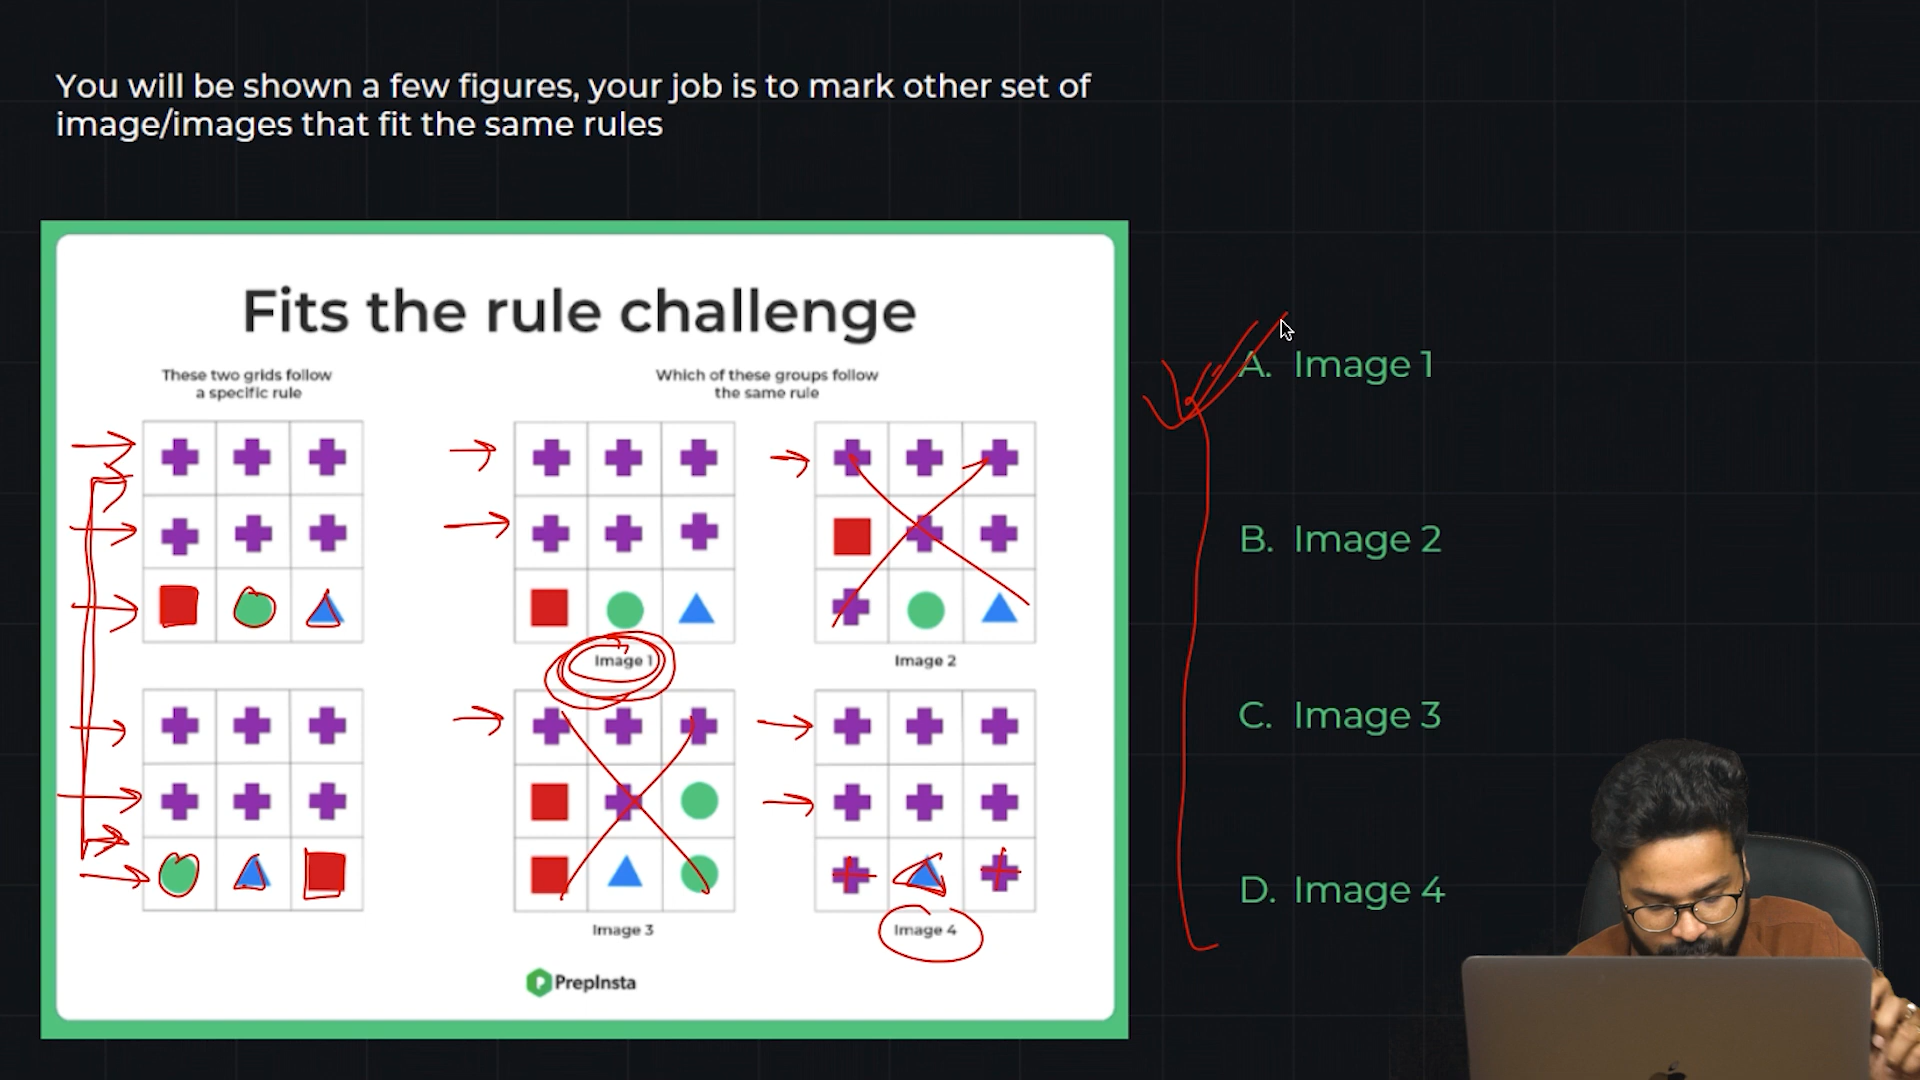 You will be shown a few figures, your job is to mark other set of
image/images that fit the same rules
Fits the rule challenge
These two grids follow
a specific rule
Which of these groups follow
the same rule
Image 1
Image 2
Image 3
Image 4
PrepInsta
A. Image 1
B. Image 2
C. Image 3
D. Image 4